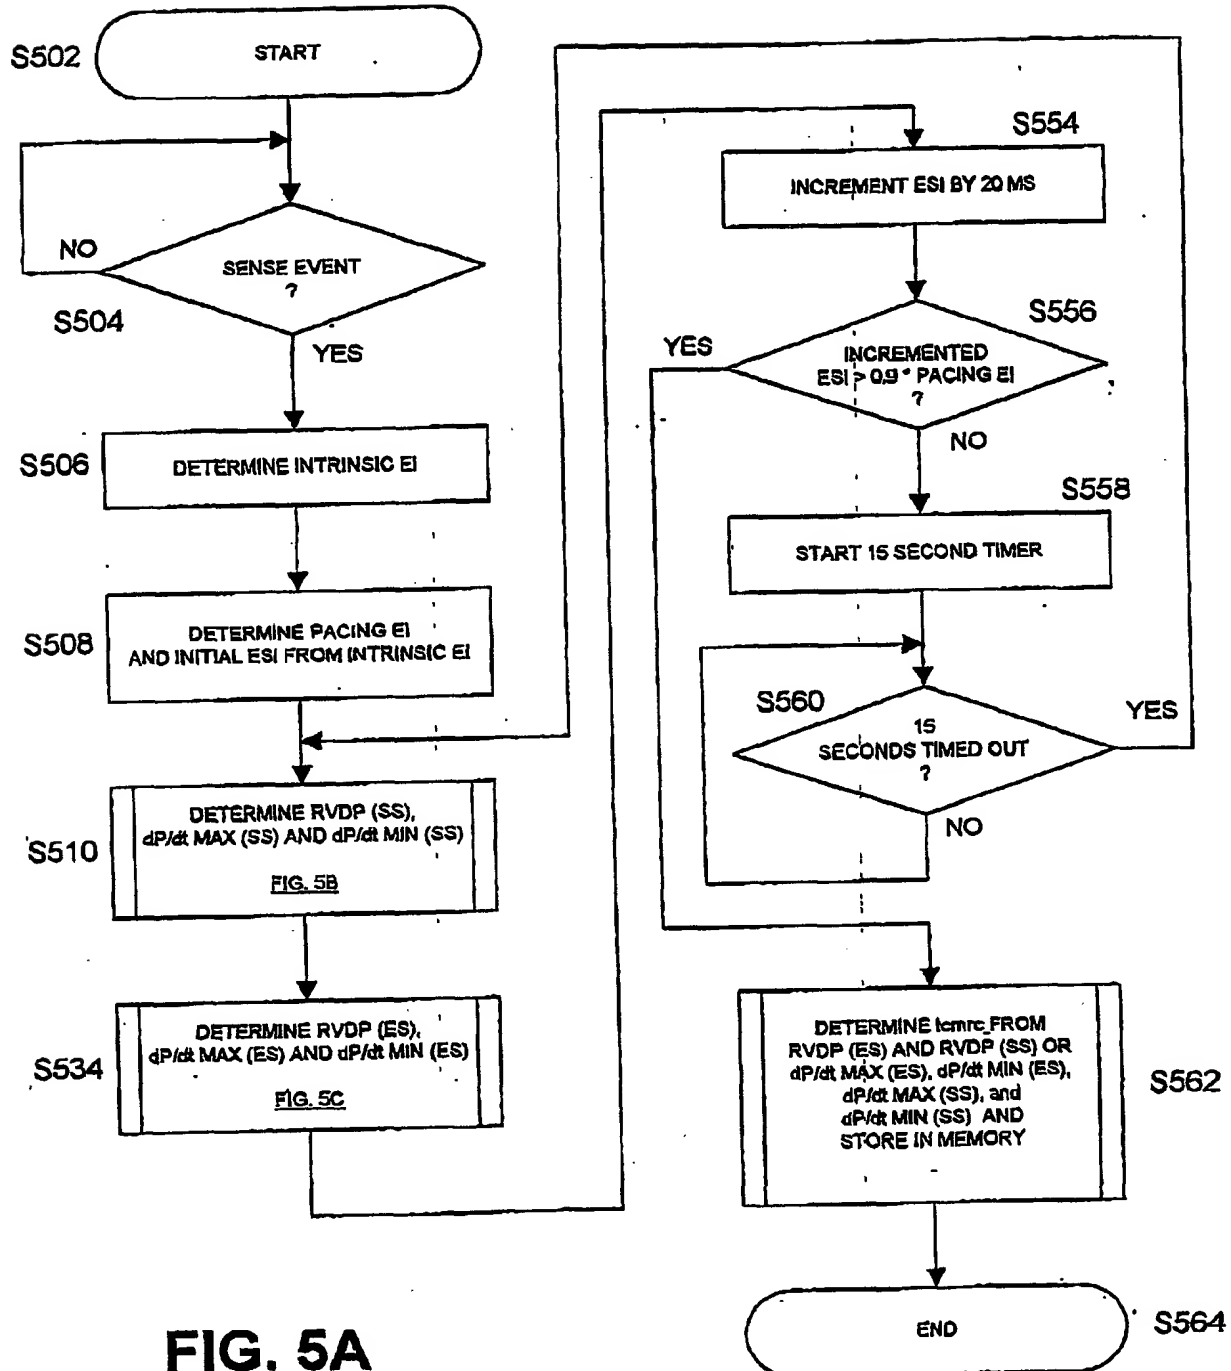 S502
START
NO
SENSE EVENT
?
S504
YES
S506
DETERMINE INTRINSIC EI
S508
DETERMINE PACING EI
AND INITIAL ESI FROM INTRINSIC EI
S510
DETERMINE RVDP (SS),
dP/dt MAX (SS) AND dP/dt MIN (SS)
FIG. 5B
S534
DETERMINE RVDP (ES),
dP/dt MAX (ES) AND dP/dt MIN (ES)
FIG. 5C
S554
INCREMENT ESI BY 20 MS
S556
YES
INCREMENTED
ESI > 0.9 * PACING EI
?
NO
S558
START 15 SECOND TIMER
S560
15
SECONDS TIMED OUT
?
YES
NO
S562
DETERMINE tcmrc_FROM
RVDP (ES) AND RVDP (SS) OR
dP/dt MAX (ES), dP/dt MIN (ES),
dP/dt MAX (SS), and
dP/dt MIN (SS) AND
STORE IN MEMORY
END
S564
FIG. 5A